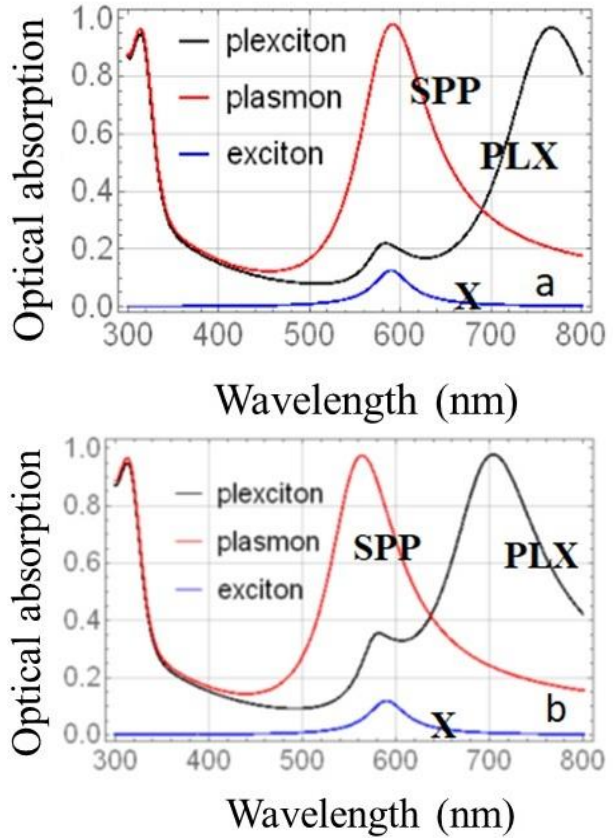 Optical absorption
1.0
0.8
0.6
0.4
0.2
0.0
plexciton
plasmon
exciton
SPP
PLX
X
a
300 400 500 600 700 800
Wavelength (nm)
Optical absorption
1.0
0.8
0.6
0.4
0.2
0.0
plexciton
plasmon
exciton
SPP
PLX
X
b
300 400 500 600 700 800
Wavelength (nm)